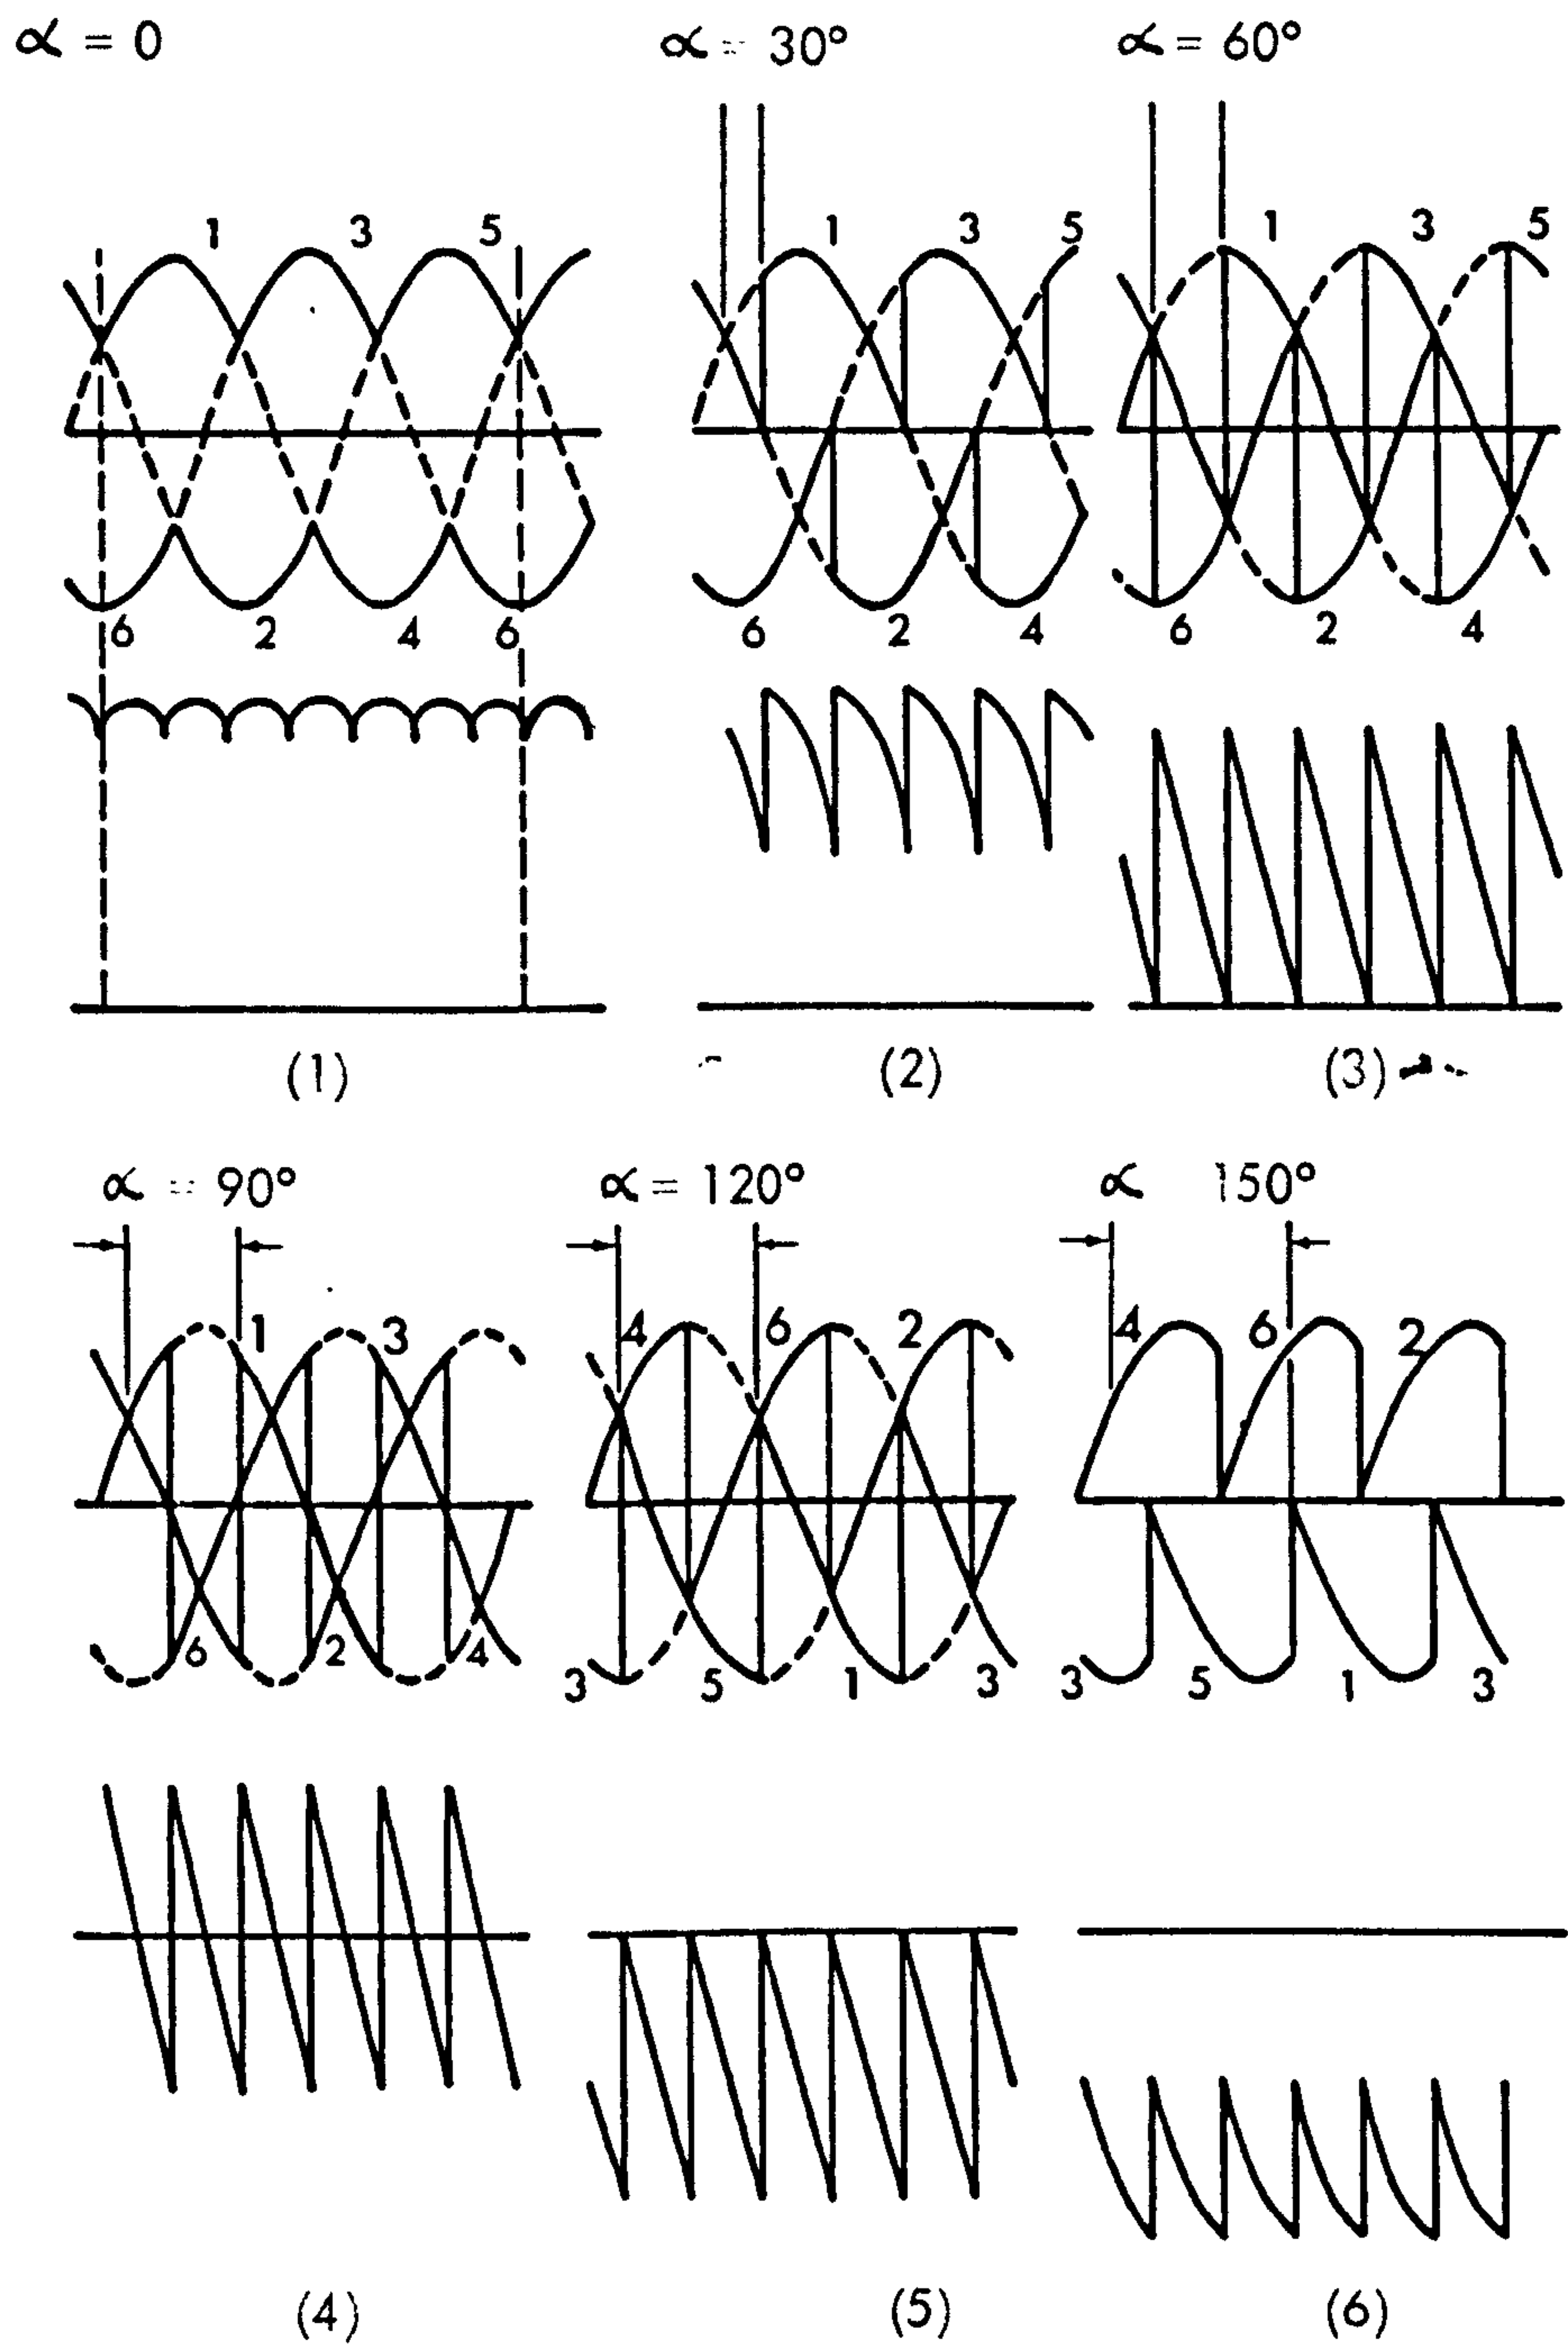 ∝ = 0
∝ = 30°
∝ = 60°
1 3 5
1 3 5
1 3 5
6 2 4 6
6 2 4
6 2 4
(1)
(2)
(3)
∝ = 90°
∝ = 120°
∝ 150°
1 3
4 6 2
4 6 2
6 2 4
3 5 1 3
3 5 1 3
(4)
(5)
(6)